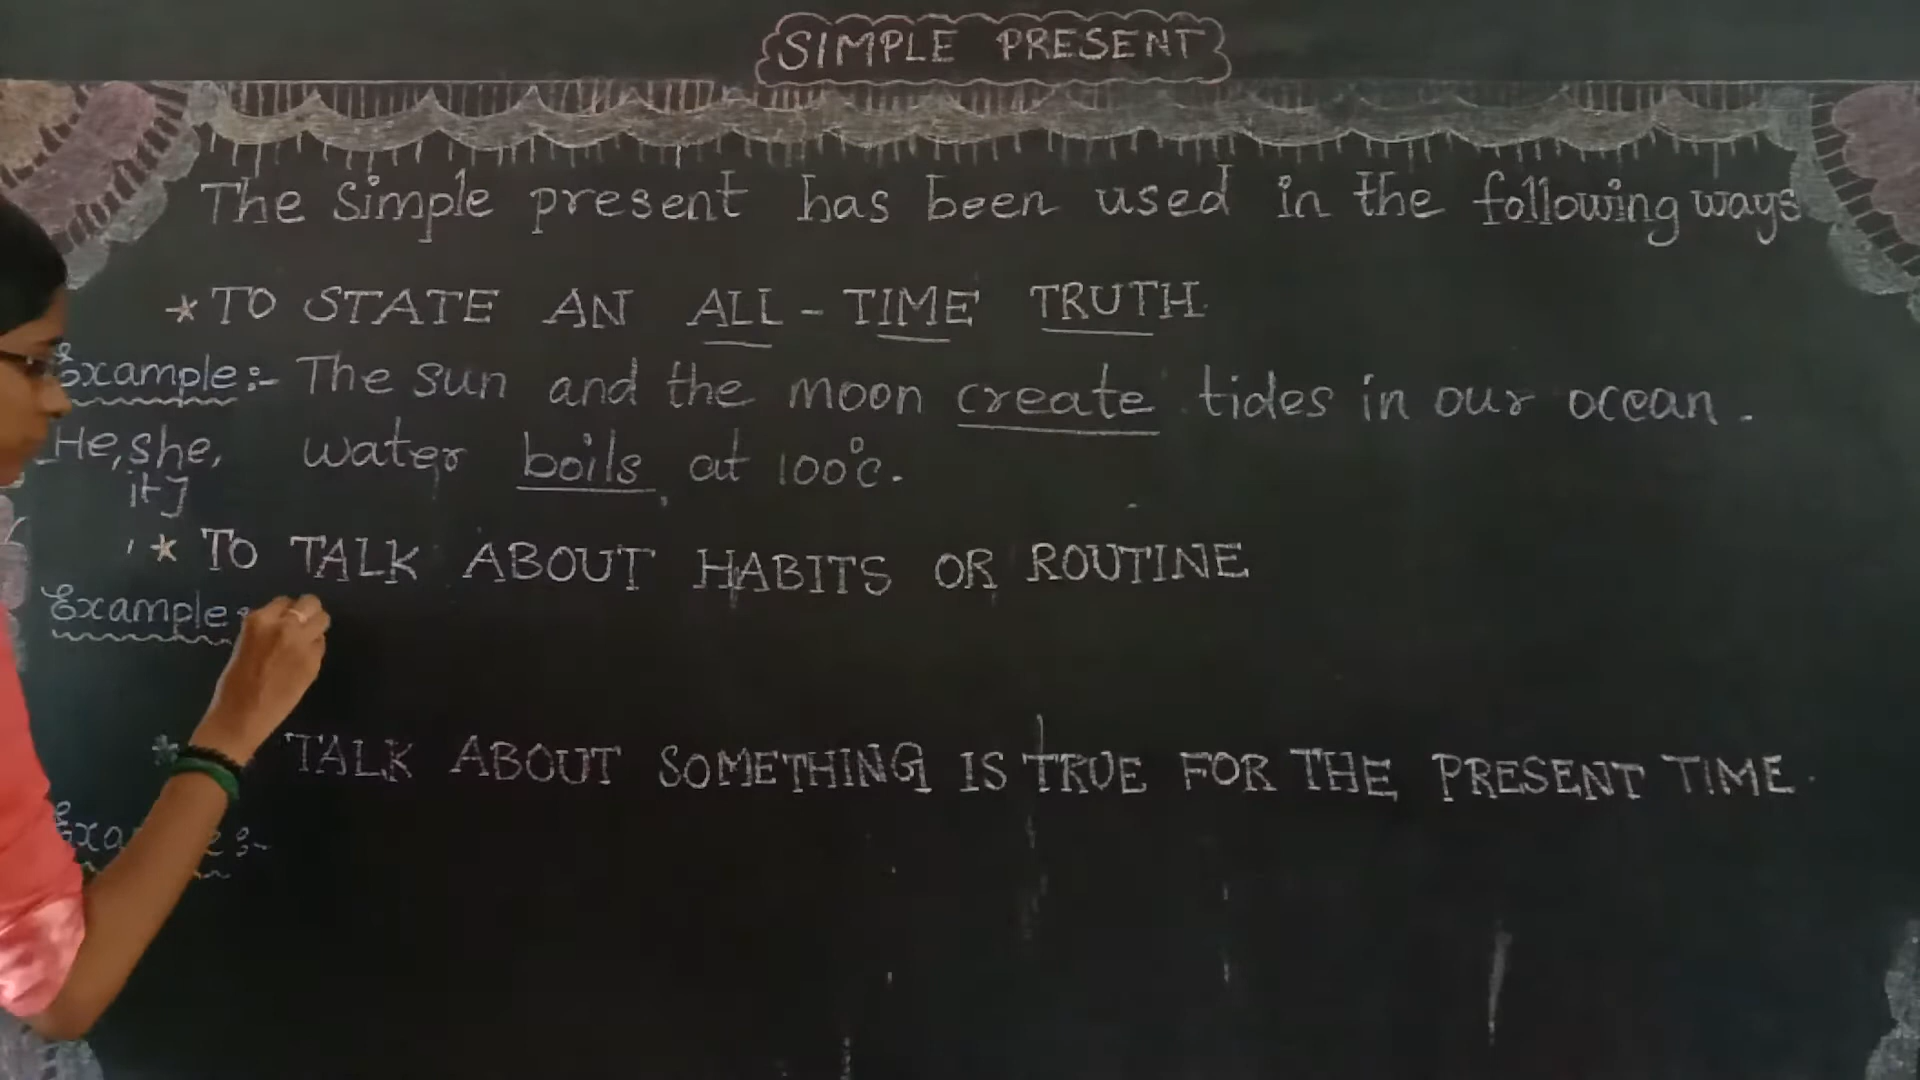 SIMPLE PRESENT
The Simple present has been used in the following ways
* TO STATE AN ALL - TIME TRUTH.
Example:- The sun and the moon create tides in our ocean.
He, she, water boils at 100°c.
it]
* TO TALK ABOUT HABITS OR ROUTINE
Example:
* TALK ABOUT SOMETHING IS TRUE FOR THE PRESENT TIME.